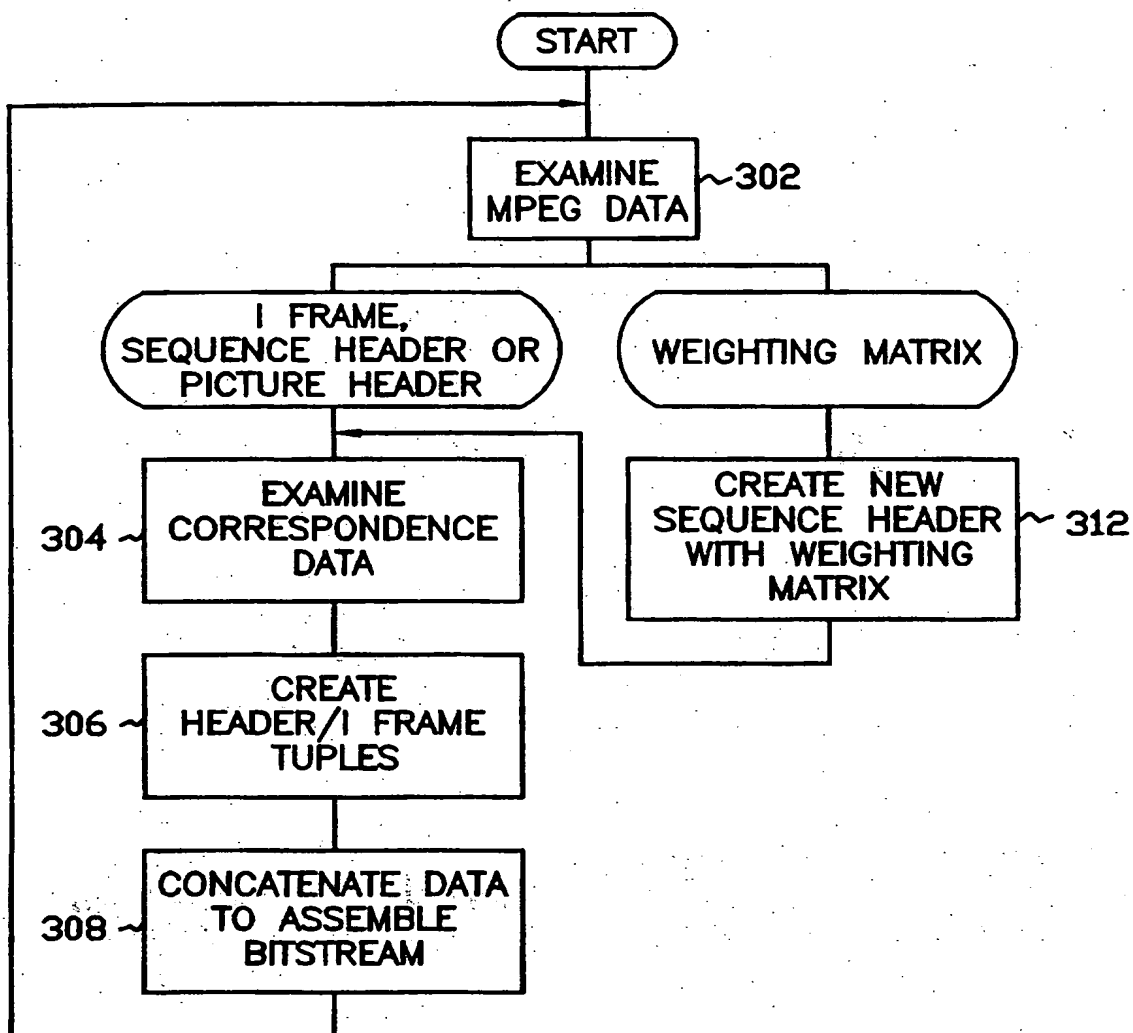 START
EXAMINE
MPEG DATA
302
I FRAME,
SEQUENCE HEADER OR
PICTURE HEADER
WEIGHTING MATRIX
304
EXAMINE
CORRESPONDENCE
DATA
CREATE NEW
SEQUENCE HEADER
WITH WEIGHTING
MATRIX
312
306
CREATE
HEADER/I FRAME
TUPLES
308
CONCATENATE DATA
TO ASSEMBLE
BITSTREAM